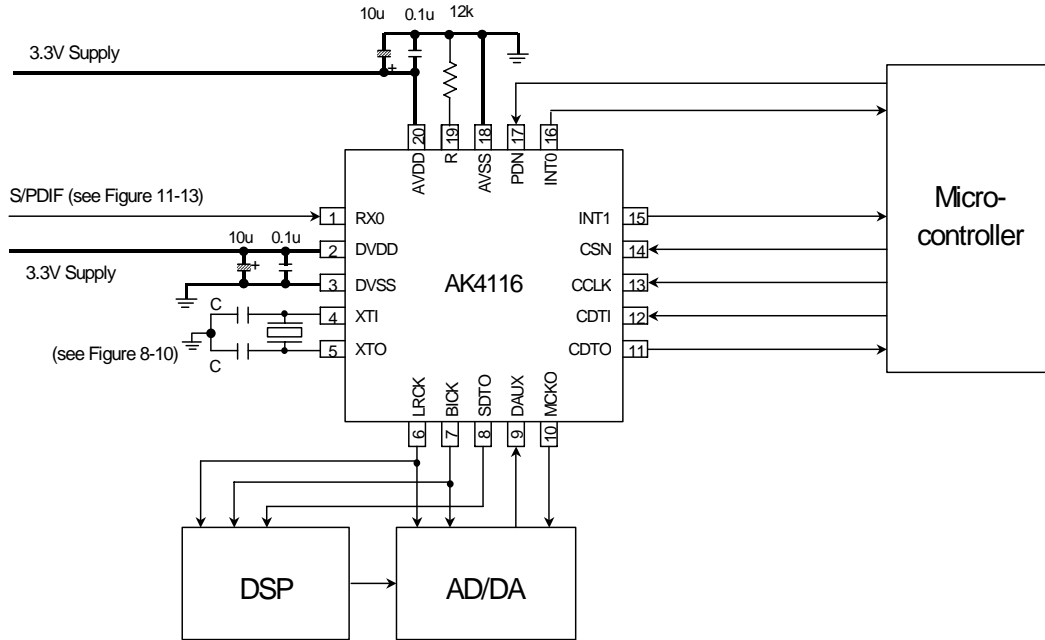 10u 0.1u 12k
3.3V Supply
+
20 19 18 17 16
AVDD R AVSS PDN INT0
S/PDIF (see Figure 11-13)
1 RX0 INT1 15
10u 0.1u
2 DVDD CSN 14
+
3.3V Supply
3 DVSS AK4116 CCLK 13
C
4 XTI CDTI 12
(see Figure 8-10)
5 XTO CDTO 11
C
LRCK BICK SDTO DAUX MCKO
6 7 8 9 10
Micro-
controller
DSP AD/DA